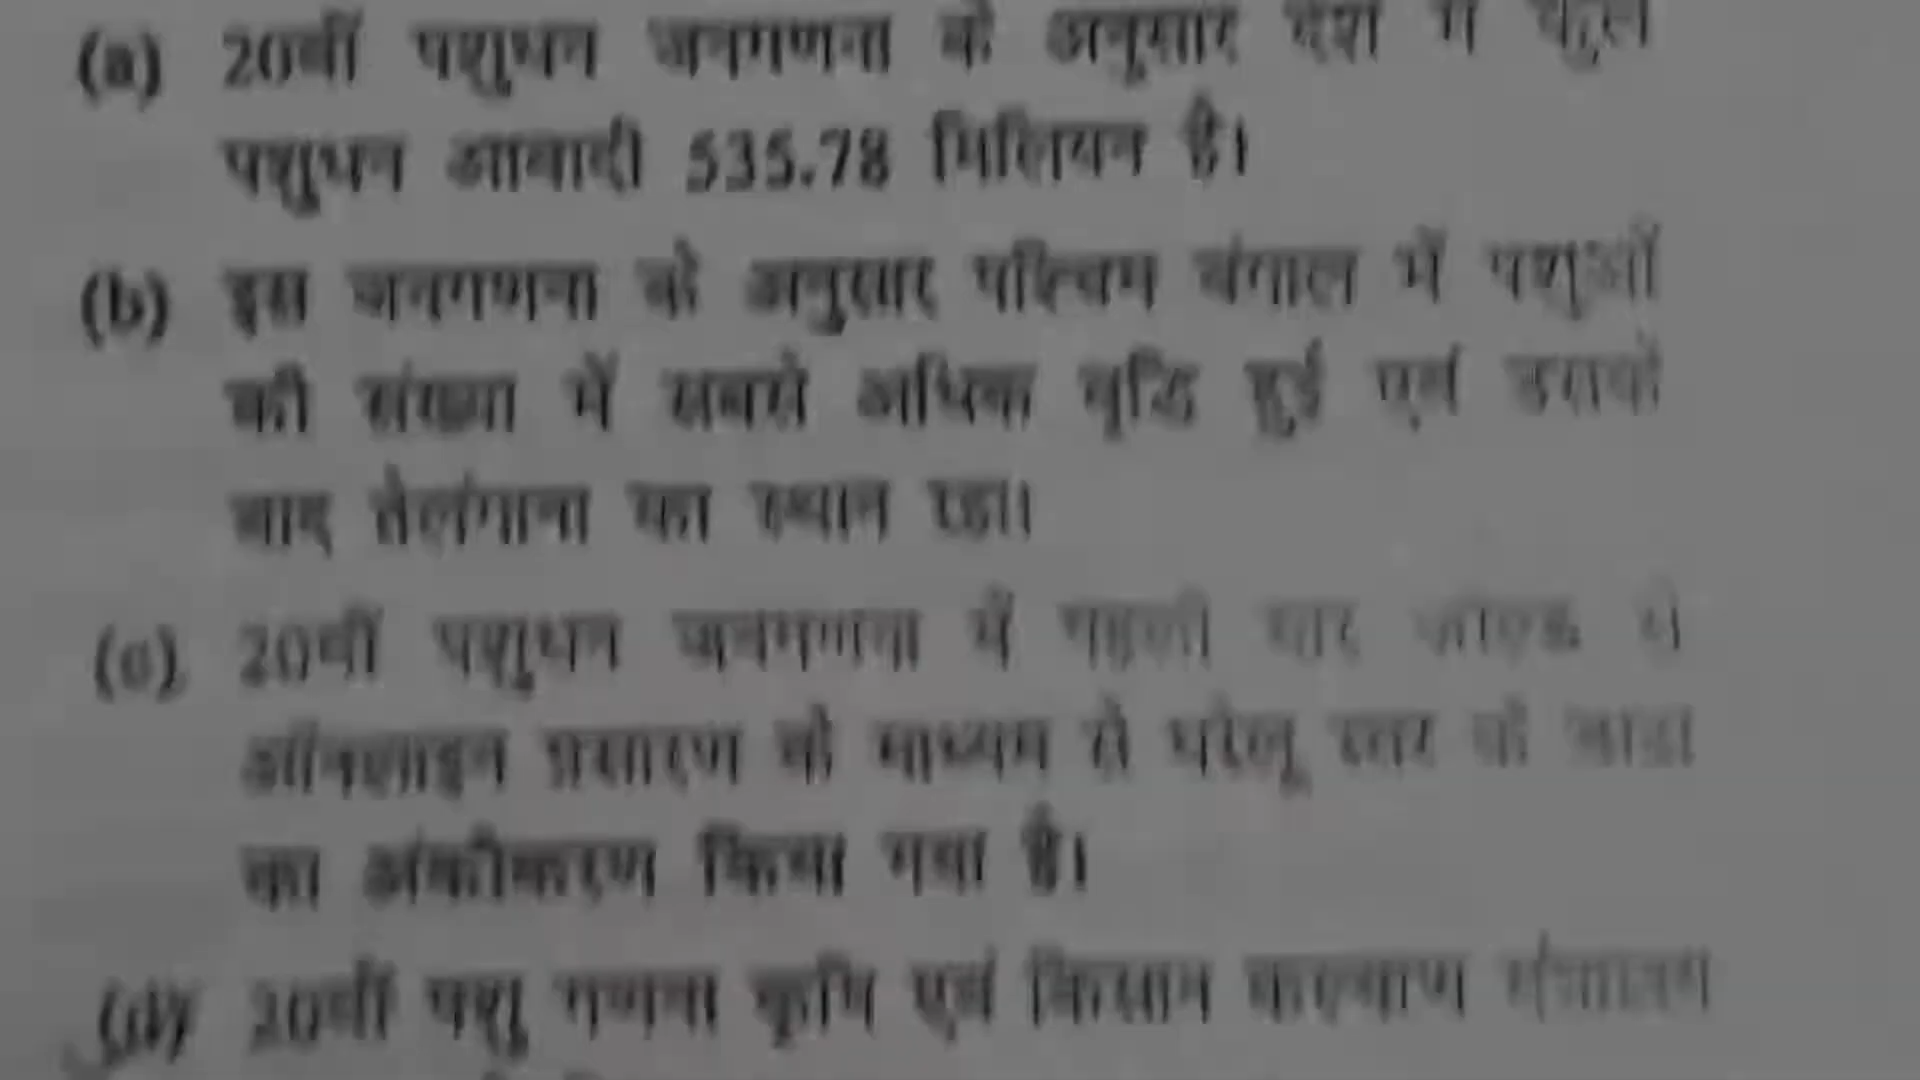 (a) 20वीं पशुधन जनगणना के अनुसार देश में कुल
पशुधन आबादी 535.78 मिलियन है।
(b) इस जनगणना के अनुसार पश्चिम बंगाल में पशुओं
की संख्या में सबसे अधिक वृद्धि हुई एवं इसके
बाद तेलंगाना का स्थान रहा।
(c) 20वीं पशुधन जनगणना में पहली बार फील्ड से
ऑनलाइन प्रसारण के माध्यम से घरेलू स्तर के डाटा
का अंकीकरण किया गया है।
(d) 20वीं पशु गणना कृषि एवं किसान कल्याण मंत्रालय